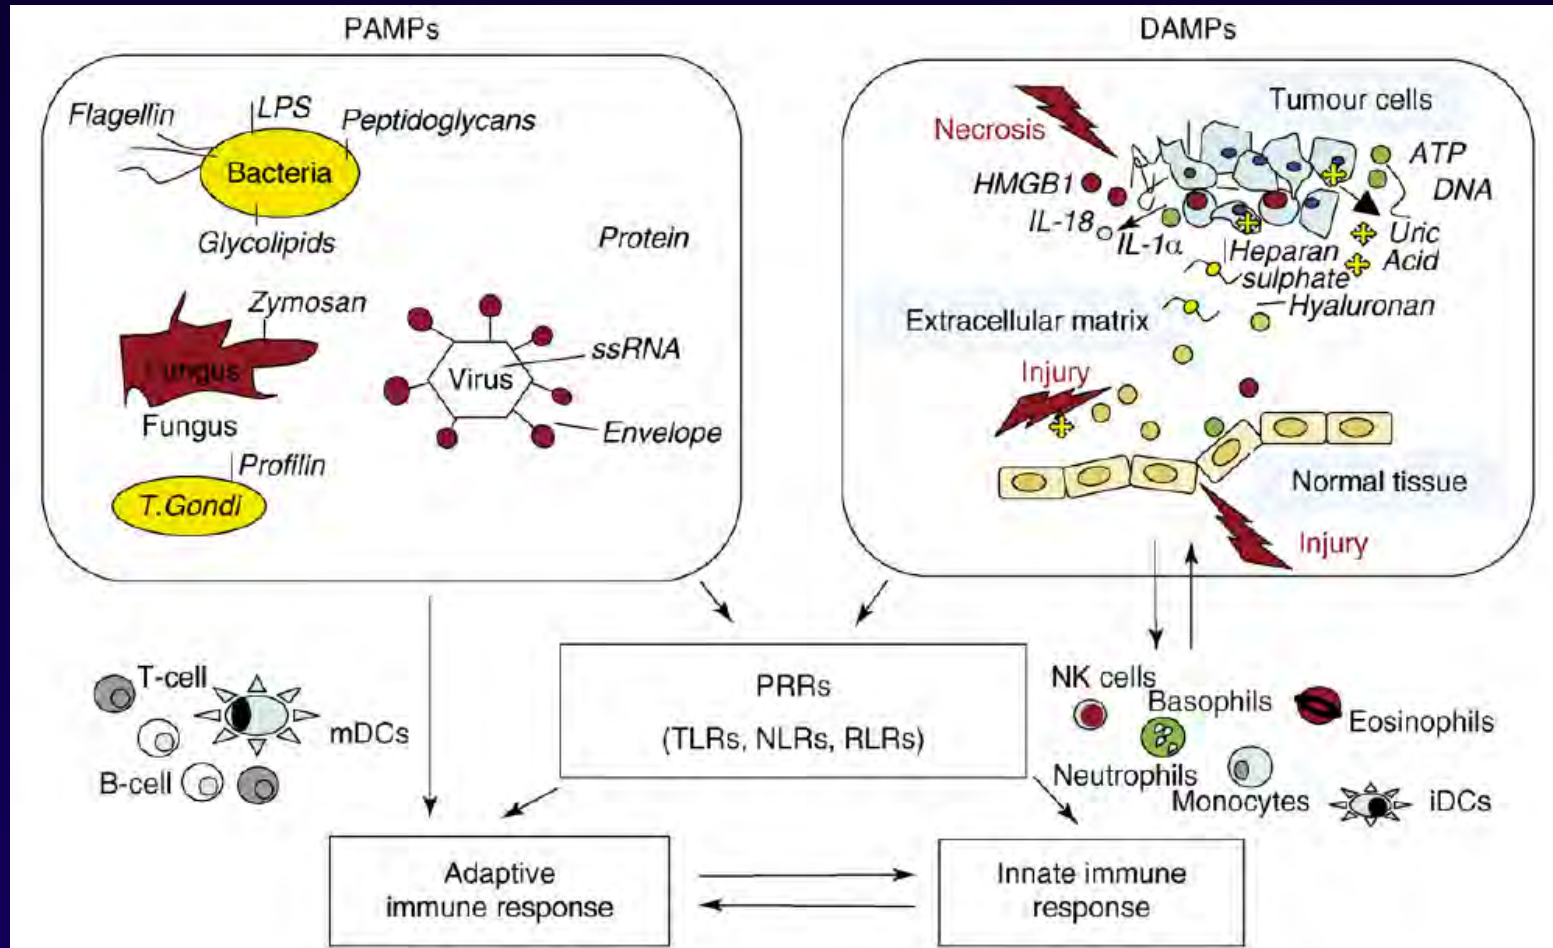 PAMPs
Flagellin
LPS
Peptidoglycans
Bacteria
Glycolipids
Protein
Zymosan
Fungus
Fungus
ssRNA
Virus
Envelope
Profilin
T.Gondi
DAMPs
Tumour cells
Necrosis
ATP
HMGB1
DNA
IL-18
IL-1α
Uric
Acid
Heparan
sulphate
Hyaluronan
Extracellular matrix
Injury
Normal tissue
Injury
T-cell
mDCs
B-cell
PRRs
(TLRs, NLRs, RLRs)
NK cells
Basophils
Eosinophils
Neutrophils
Monocytes
iDCs
Adaptive
immune response
Innate immune
response